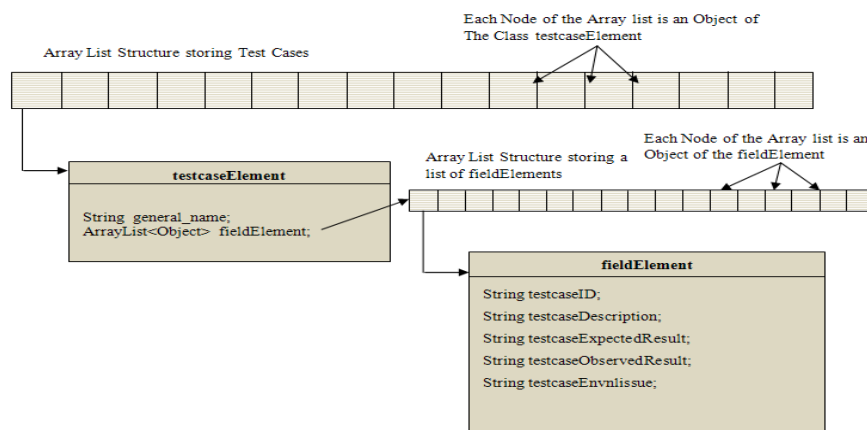 Each Node of the Array list is an Object of
The Class testcaseElement
Array List Structure storing Test Cases
Each Node of the Array list is an
Object of the fieldElement
Array List Structure storing a
list of fieldElements
testcaseElement
String general_name;
ArrayList<Object> fieldElement;
fieldElement
String testcaseID;
String testcaseDescription;
String testcaseExpectedResult;
String testcaseObservedResult;
String testcaseEnvnlissue;